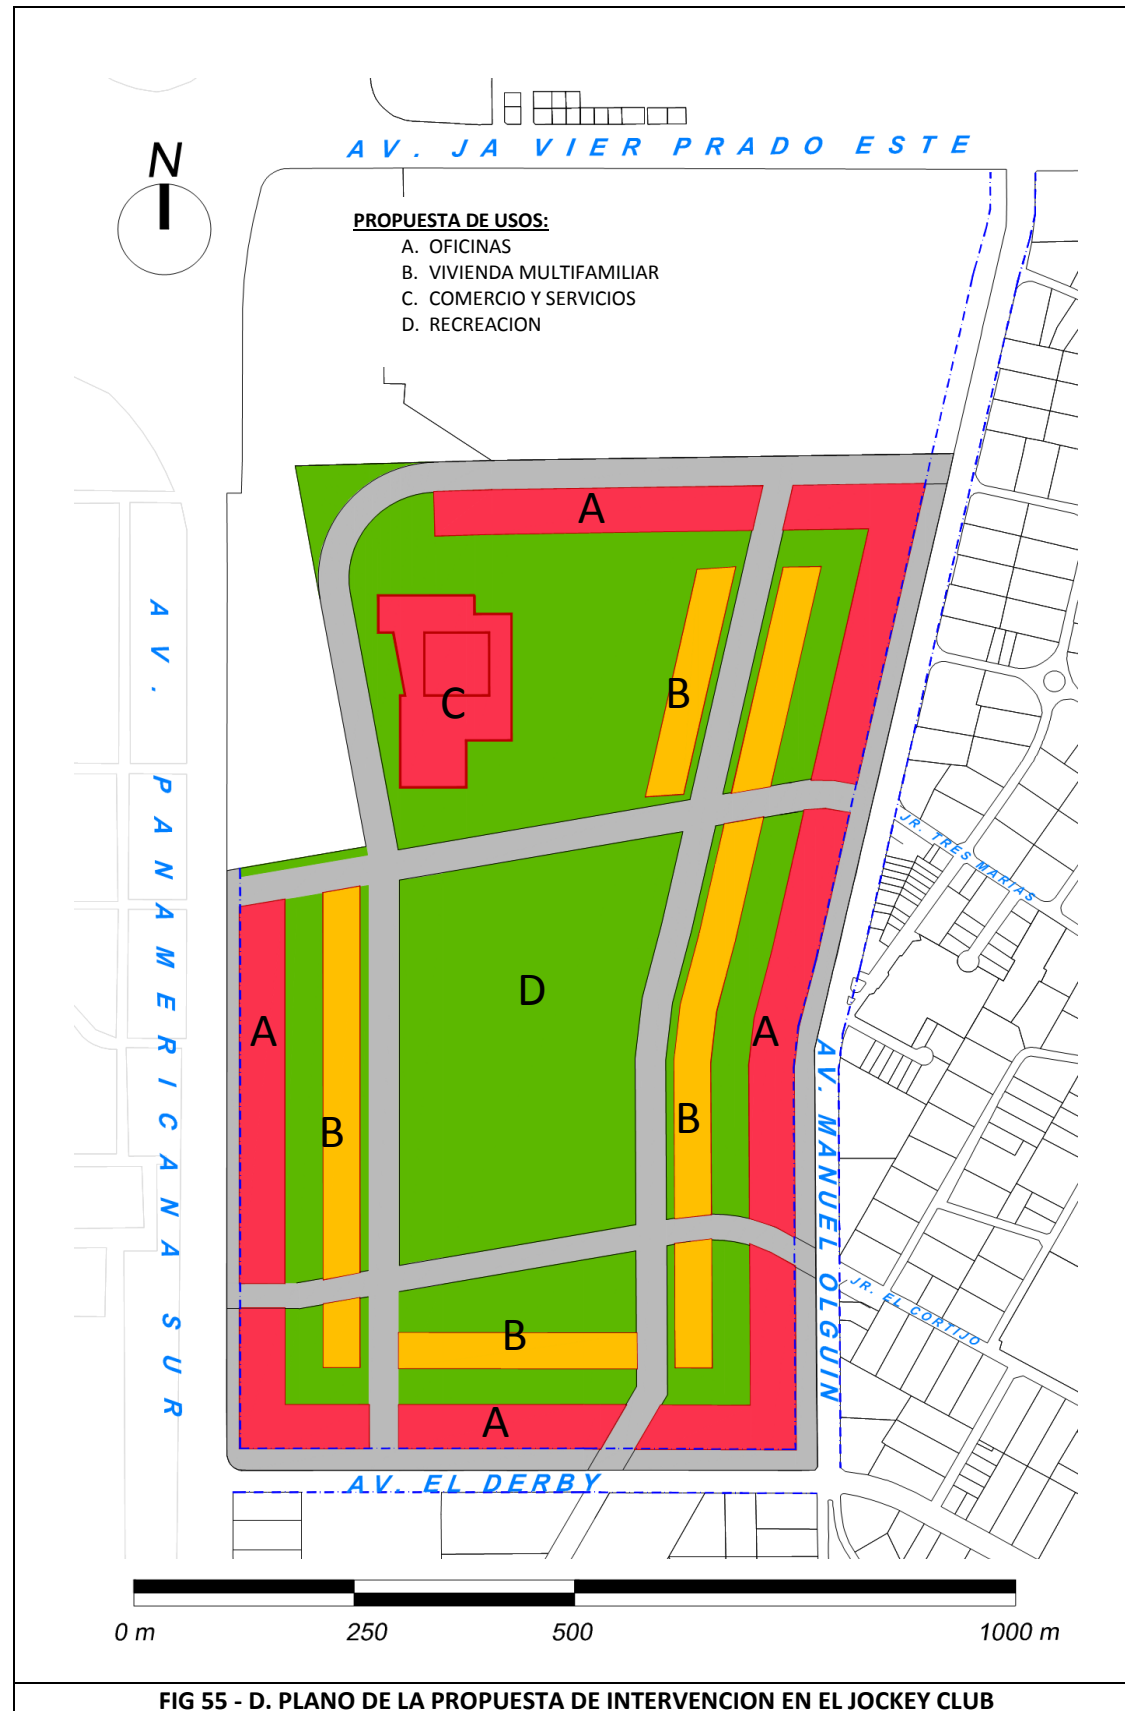 AV. JAVIER PRADO ESTE
N
PROPUESTA DE USOS:
A. OFICINAS
B. VIVIENDA MULTIFAMILIAR
C. COMERCIO Y SERVICIOS
D. RECREACION
A
B
C
AV. PANAMERICANA SUR
JR. TRES MARIAS
D
A
A
B
B
AV. MANUEL OLGUIN
JR. EL CORTIJO
B
A
AV. EL DERBY
0 m 250 500 1000 m
FIG 55 - D. PLANO DE LA PROPUESTA DE INTERVENCION EN EL JOCKEY CLUB